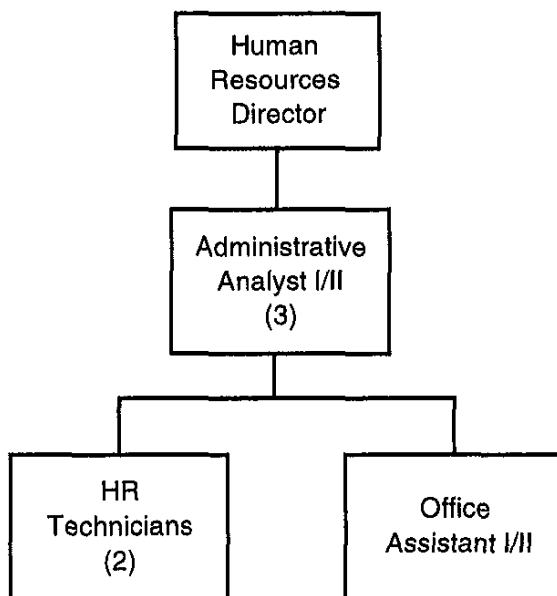 Human
Resources
Director
Administrative
Analyst I/II
(3)
HR
Technicians
(2)
Office
Assistant I/II